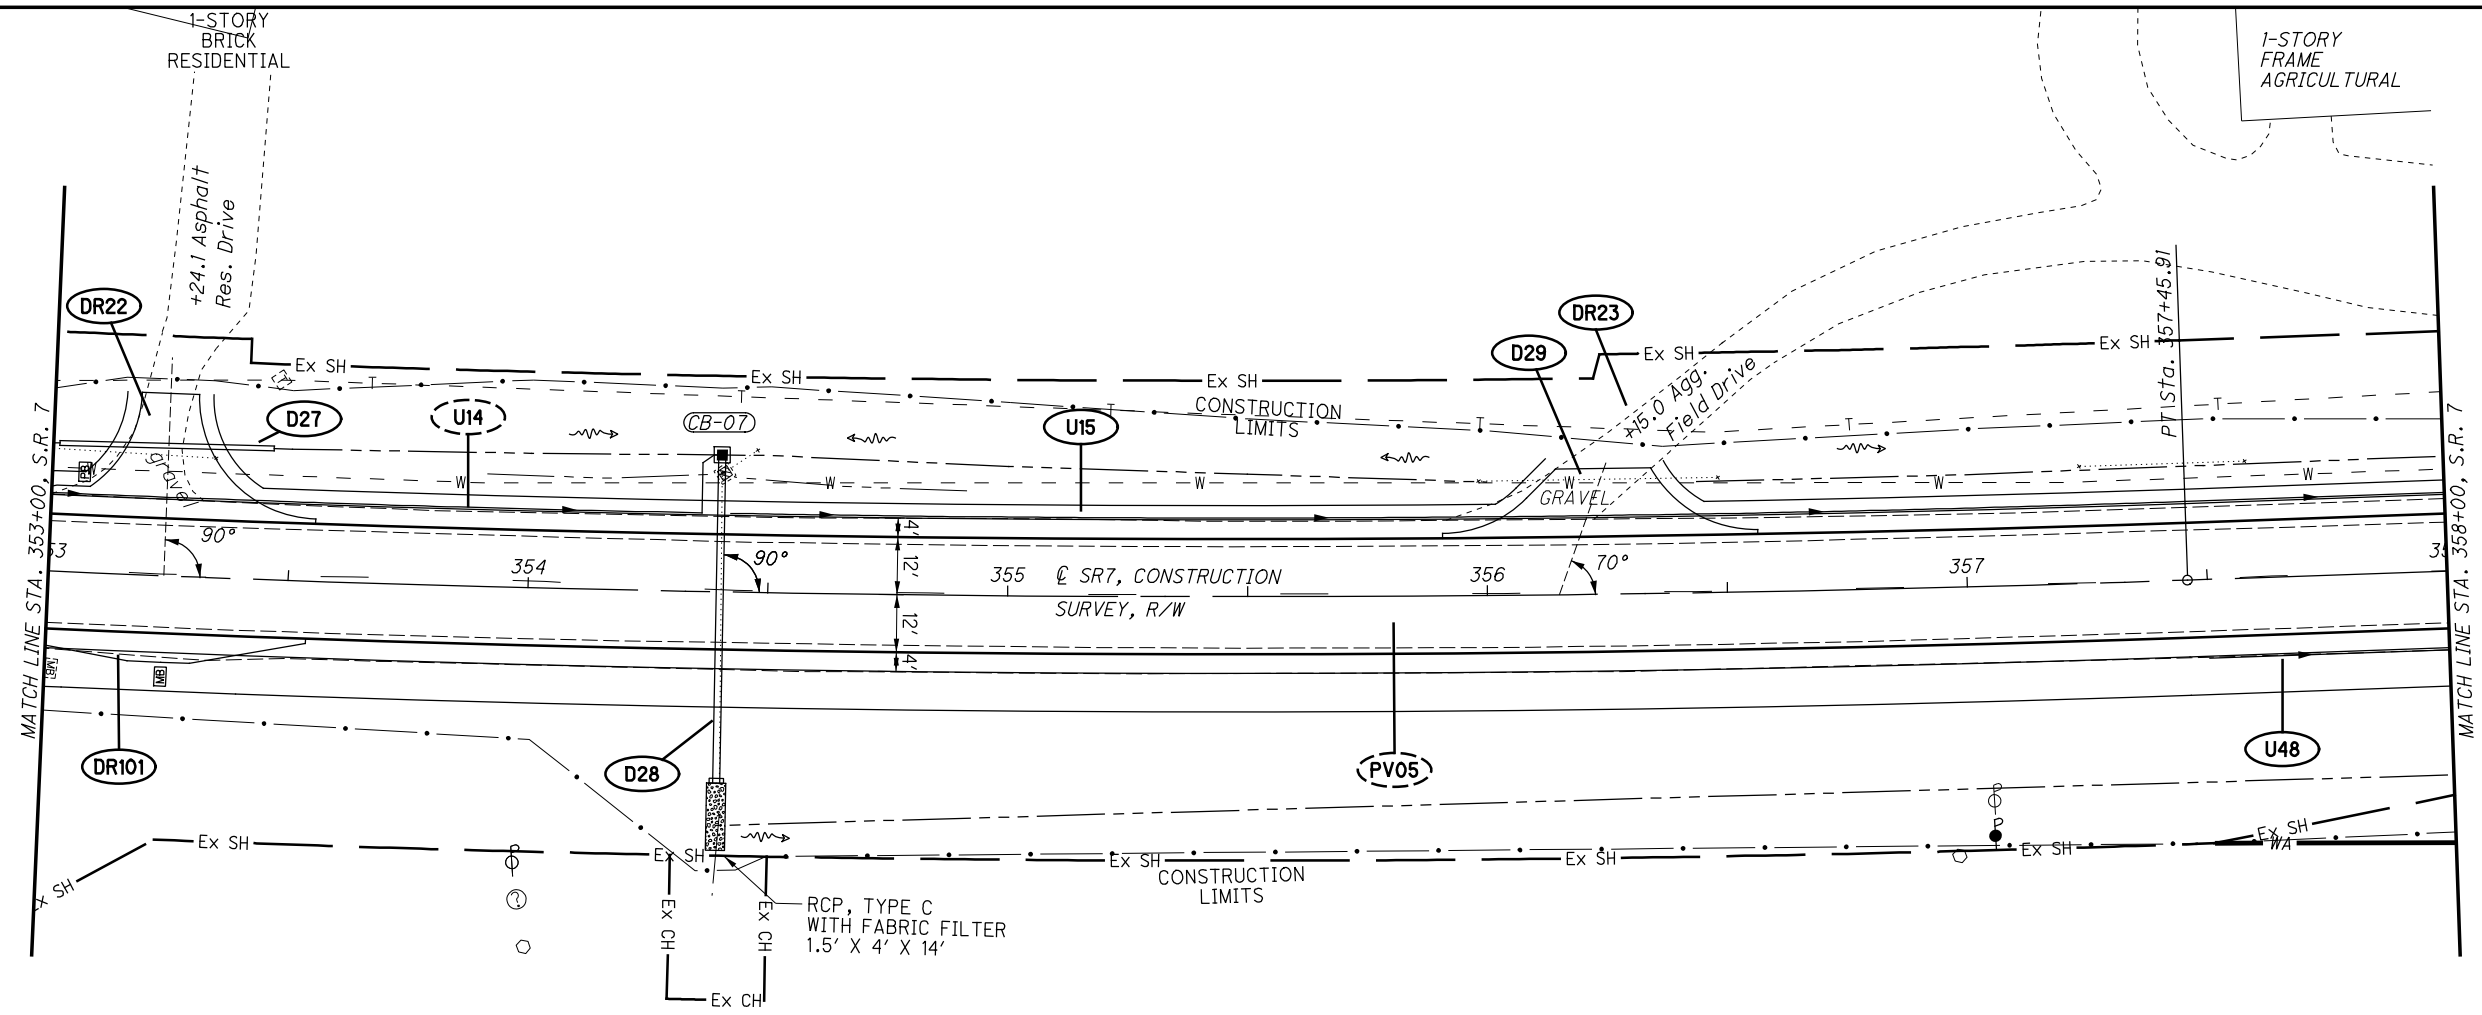 1-STORY
BRICK
RESIDENTIAL
1-STORY
FRAME
AGRICULTURAL
+24.1 Asphalt
Res. Drive
DR22
D27
U14
CB-07
U15
D29
DR23
+15.0 Agg.
Field Drive
PT Sta. 357+45.91
Ex SH
Ex SH
Ex SH
Ex SH
Ex SH
T
T
T
T
T
T
CONSTRUCTION
LIMITS
PB
gravel
W
W
W
W
W
W
GRAVEL
MATCH LINE STA. 353+00, S.R. 7
MATCH LINE STA. 358+00, S.R. 7
90°
90°
70°
4'
12'
12'
4'
354
355
356
357
℄ SR7, CONSTRUCTION
SURVEY, R/W
MB
MB
DR101
D28
PV05
U48
Ex SH
Ex SH
Ex SH
Ex SH
Ex SH
Ex SH
WA
P
P
P
?
CONSTRUCTION
LIMITS
Ex CH
Ex CH
Ex CH
RCP, TYPE C
WITH FABRIC FILTER
1.5' X 4' X 14'